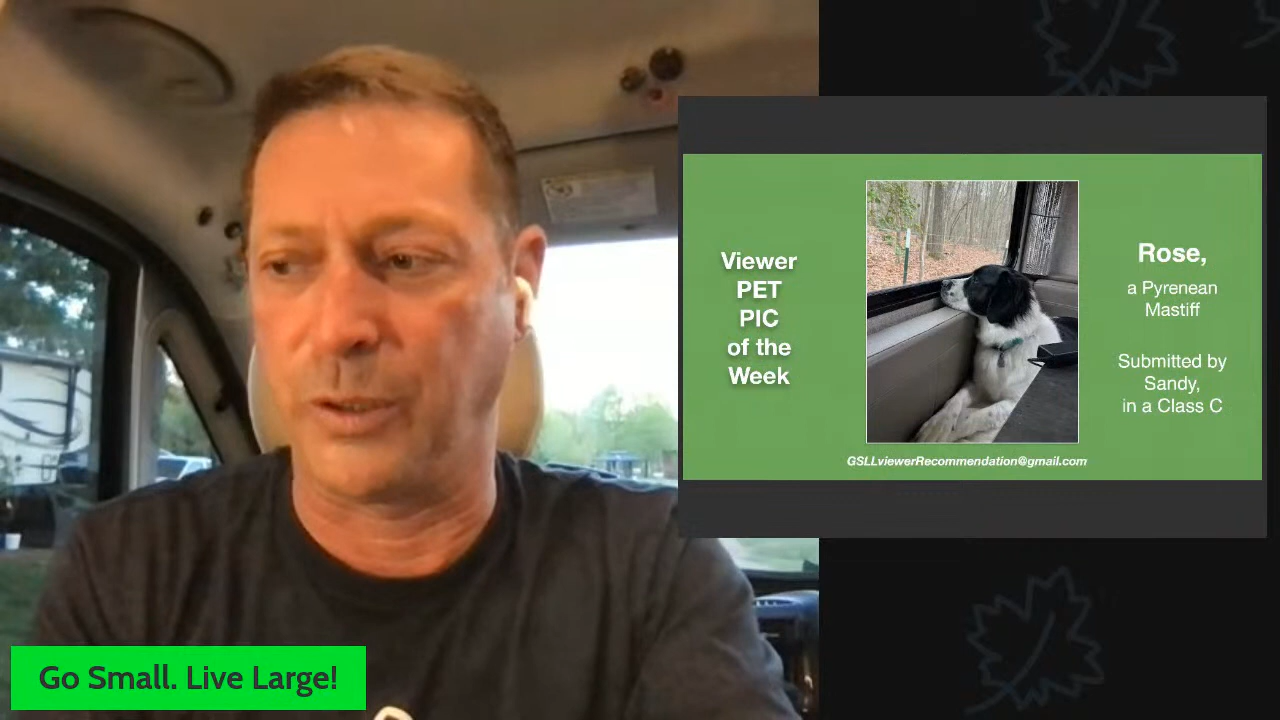 Viewer
PET
PIC
of the
Week
Rose,
a Pyrenean
Mastiff
Submitted by
Sandy,
in a Class C
GSLLviewerRecommendation@gmail.com
Go Small. Live Large!